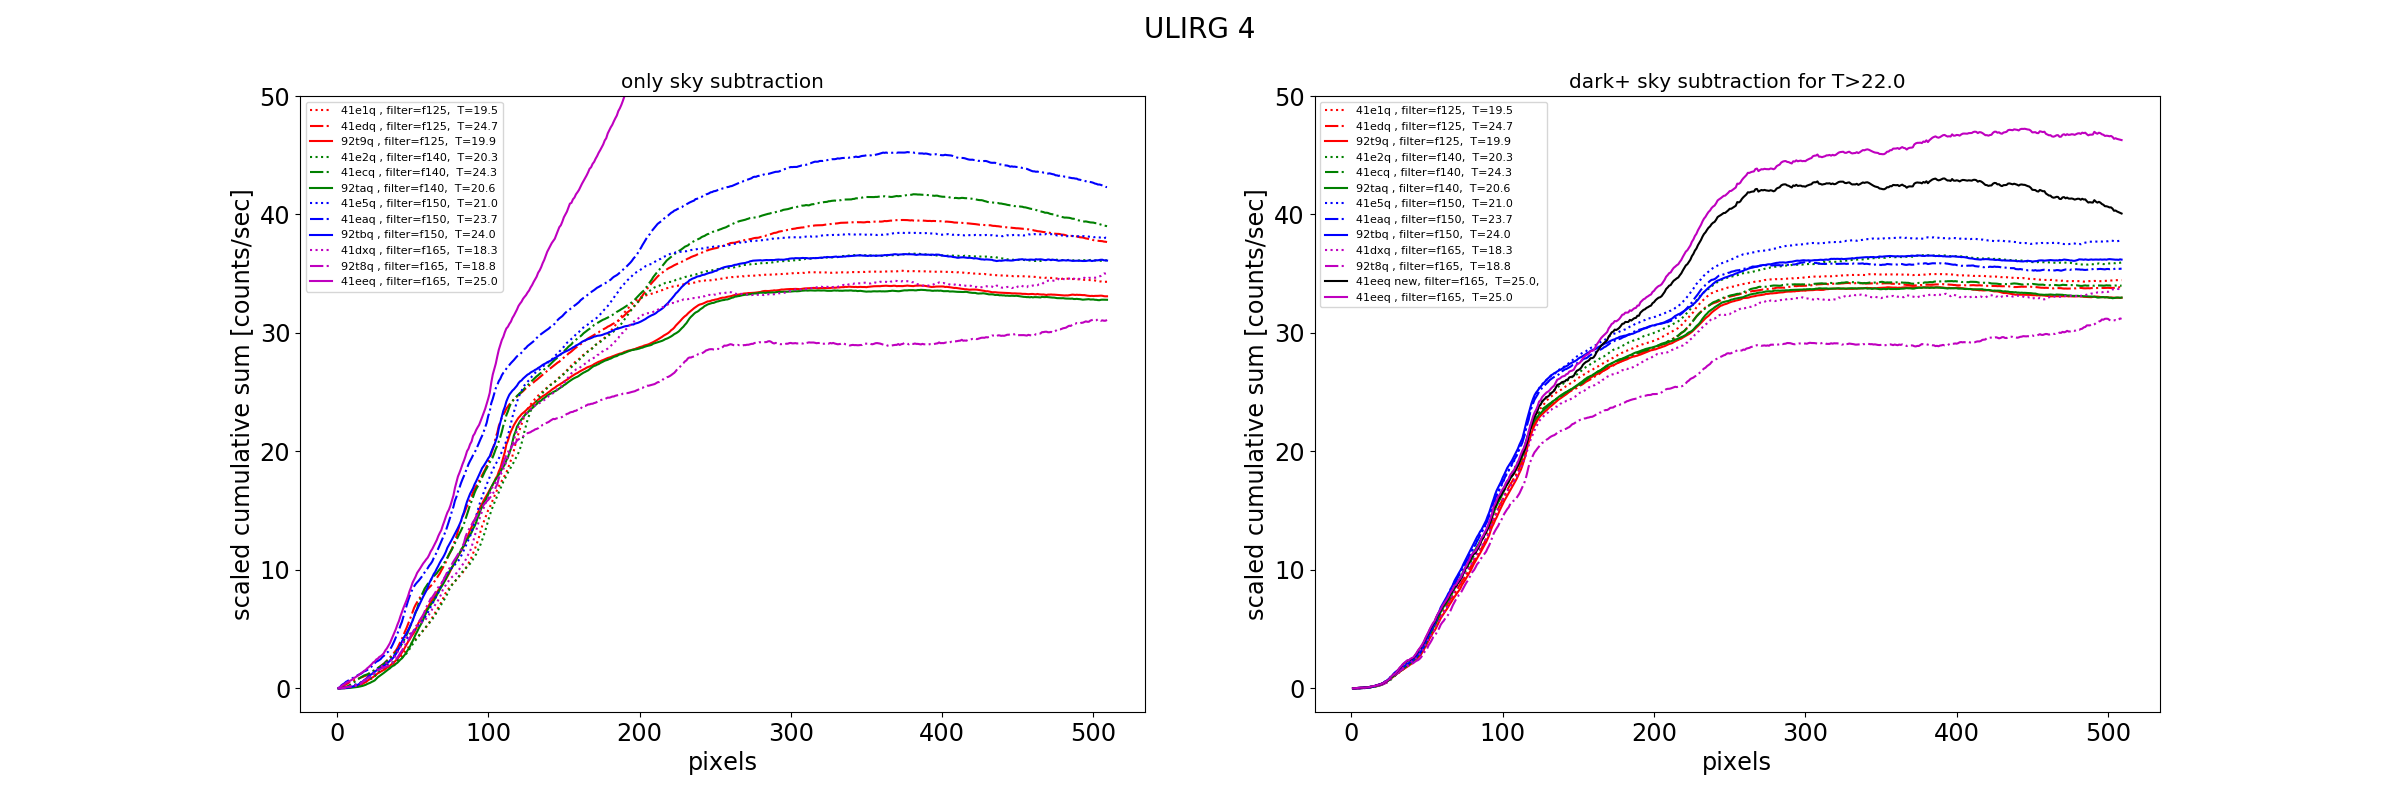 ULIRG 4
only sky subtraction
scaled cumulative sum [counts/sec]
50
40
30
20
10
0
41e1q , filter=f125, T=19.5
41edq , filter=f125, T=24.7
92t9q , filter=f125, T=19.9
41e2q , filter=f140, T=20.3
41ecq , filter=f140, T=24.3
92taq , filter=f140, T=20.6
41e5q , filter=f150, T=21.0
41eaq , filter=f150, T=23.7
92tbq , filter=f150, T=24.0
41dxq , filter=f165, T=18.3
92t8q , filter=f165, T=18.8
41eeq , filter=f165, T=25.0
0 100 200 300 400 500
pixels
dark+ sky subtraction for T>22.0
scaled cumulative sum [counts/sec]
50
40
30
20
10
0
41e1q , filter=f125, T=19.5
41edq , filter=f125, T=24.7
92t9q , filter=f125, T=19.9
41e2q , filter=f140, T=20.3
41ecq , filter=f140, T=24.3
92taq , filter=f140, T=20.6
41e5q , filter=f150, T=21.0
41eaq , filter=f150, T=23.7
92tbq , filter=f150, T=24.0
41dxq , filter=f165, T=18.3
92t8q , filter=f165, T=18.8
41eeq new, filter=f165, T=25.0,
41eeq , filter=f165, T=25.0
0 100 200 300 400 500
pixels